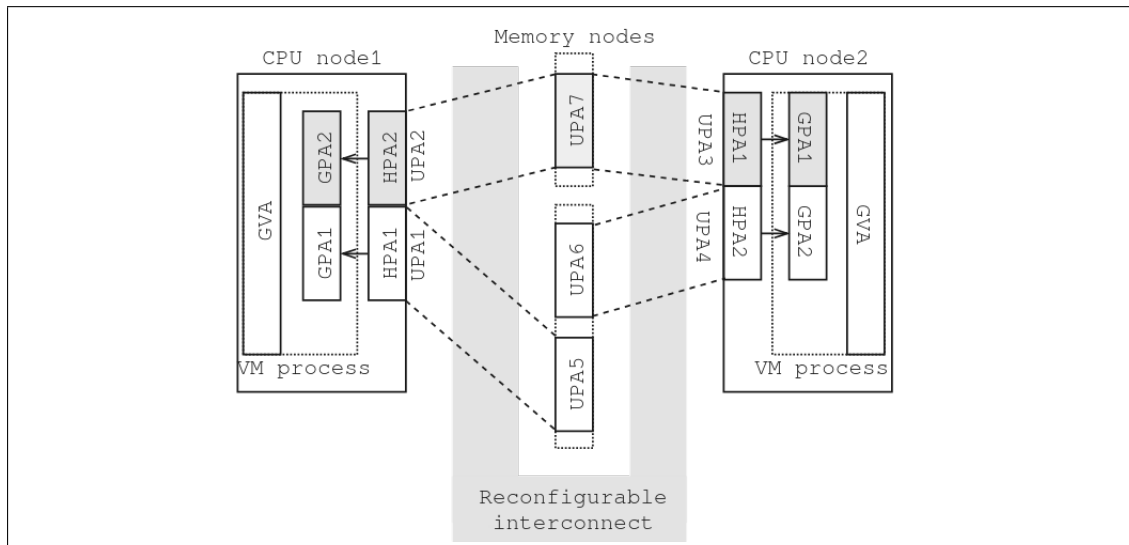 Memory nodes
CPU node1
CPU node2
GVA
GPA2
HPA2
UPA2
GPA1
HPA1
UPA1
VM process
UPA7
UPA6
UPA5
UPA3
HPA1
GPA1
UPA4
HPA2
GPA2
GVA
VM process
Reconfigurable
interconnect